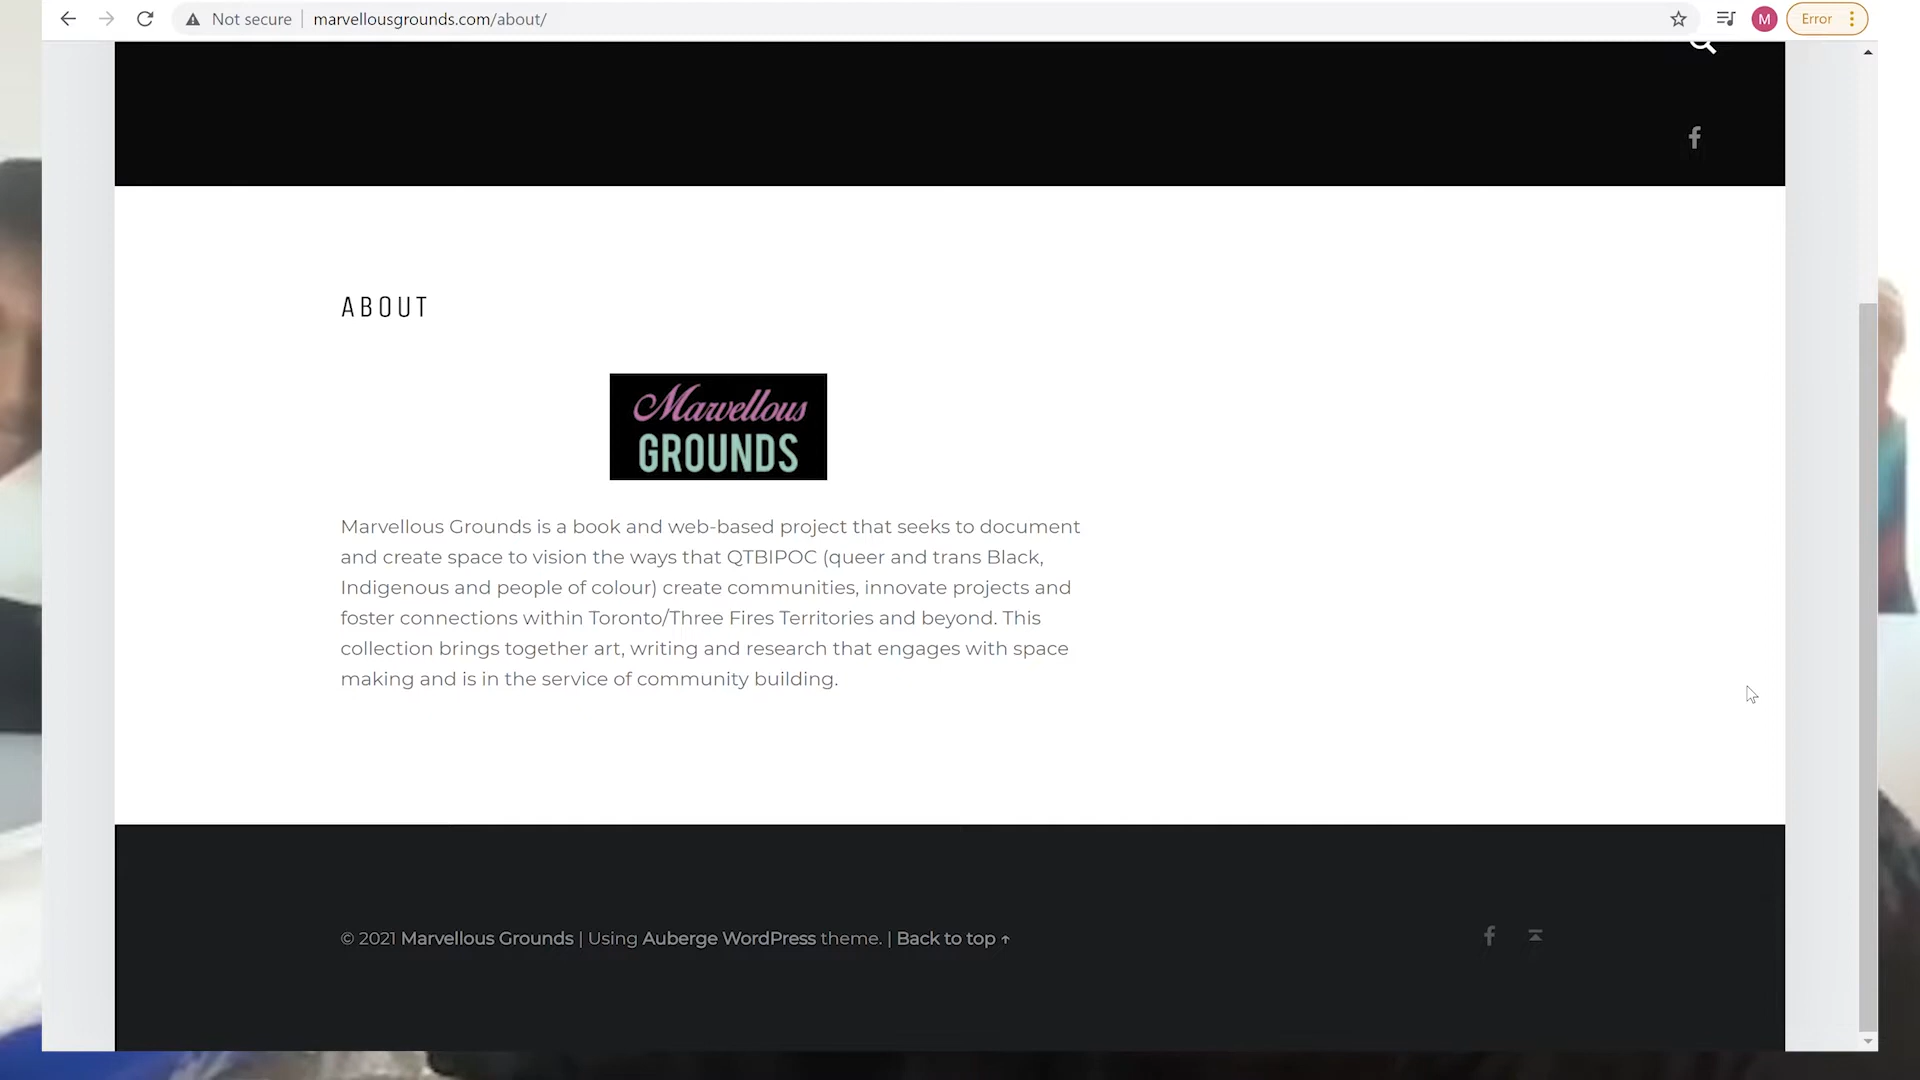 Not secure
marvellousgrounds.com/about/
M
Error
ABOUT
Marvellous
GROUNDS
Marvellous Grounds is a book and web-based project that seeks to document
and create space to vision the ways that QTBIPOC (queer and trans Black,
Indigenous and people of colour) create communities, innovate projects and
foster connections within Toronto/Three Fires Territories and beyond. This
collection brings together art, writing and research that engages with space
making and is in the service of community building.
© 2021 Marvellous Grounds | Using Auberge WordPress theme. | Back to top ↑